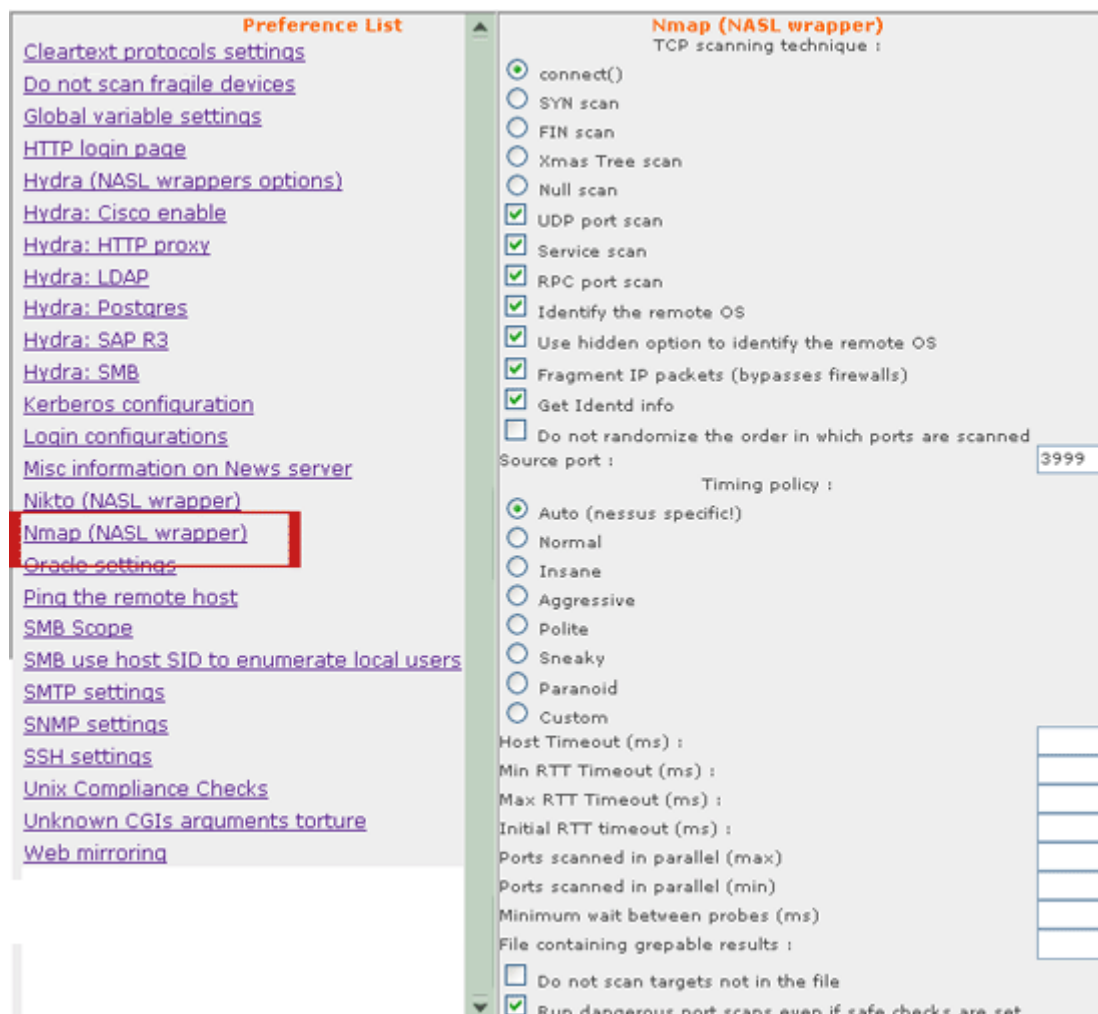 Preference List
Cleartext protocols settings
Do not scan fragile devices
Global variable settings
HTTP login page
Hydra (NASL wrappers options)
Hydra: Cisco enable
Hydra: HTTP proxy
Hydra: LDAP
Hydra: Postgres
Hydra: SAP R3
Hydra: SMB
Kerberos configuration
Login configurations
Misc information on News server
Nikto (NASL wrapper)
Nmap (NASL wrapper)
Oracle settings
Ping the remote host
SMB Scope
SMB use host SID to enumerate local users
SMTP settings
SNMP settings
SSH settings
Unix Compliance Checks
Unknown CGIs arguments torture
Web mirroring
Nmap (NASL wrapper)
TCP scanning technique :
connect()
SYN scan
FIN scan
Xmas Tree scan
Null scan
UDP port scan
Service scan
RPC port scan
Identify the remote OS
Use hidden option to identify the remote OS
Fragment IP packets (bypasses firewalls)
Get Identd info
Do not randomize the order in which ports are scanned
Source port : 3999
Timing policy :
Auto (nessus specific!)
Normal
Insane
Aggressive
Polite
Sneaky
Paranoid
Custom
Host Timeout (ms) :
Min RTT Timeout (ms) :
Max RTT Timeout (ms) :
Initial RTT timeout (ms) :
Ports scanned in parallel (max)
Ports scanned in parallel (min)
Minimum wait between probes (ms)
File containing grepable results :
Do not scan targets not in the file
Run dangerous port scans even if safe checks are set